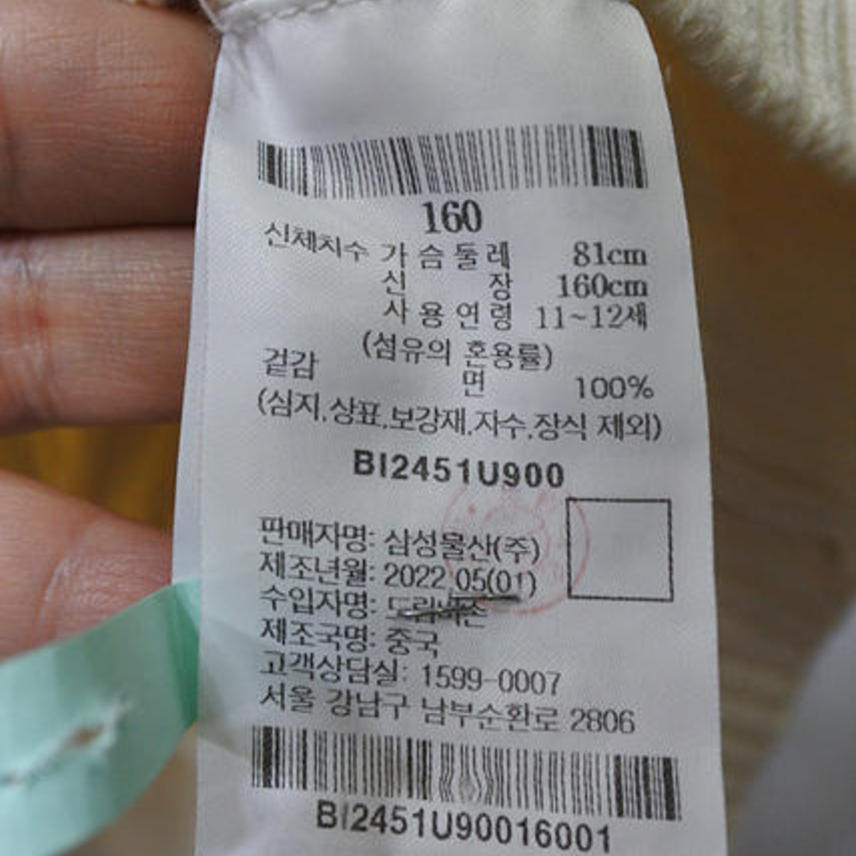 160
신체치수 가슴둘레 81cm
신장 160cm
사용연령 11~12세
(섬유의 혼용률)
겉감 면 100%
(심지,상표,보강재,자수,장식 제외)
BI2451U900
판매자명: 삼성물산(주)
제조년월: 2022.05(01)
수입자명:
제조국명: 중국
고객상담실: 1599-0007
서울 강남구 남부순환로 2806
BI2451U90016001